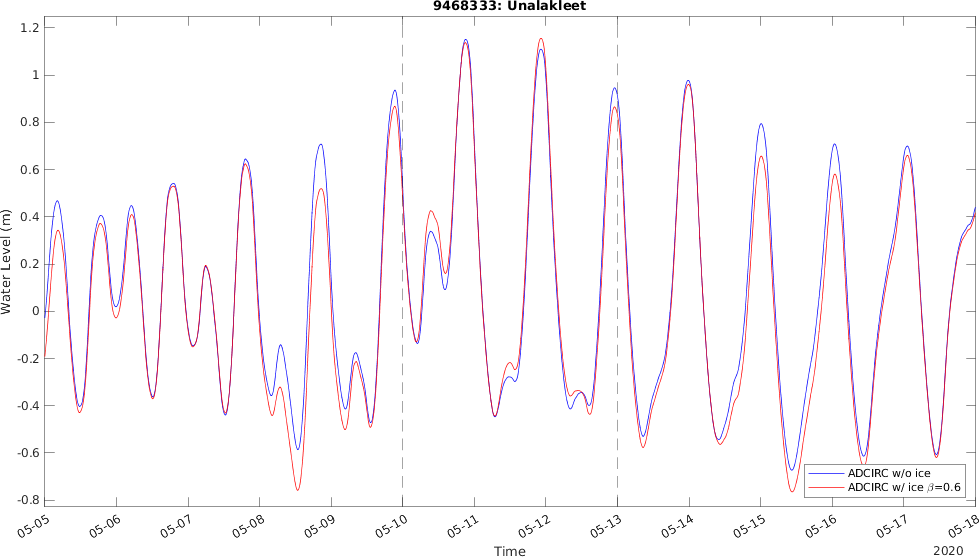 9468333: Unalakleet
1.2
1
0.8
0.6
0.4
0.2
0
-0.2
-0.4
-0.6
-0.8
Water Level (m)
ADCIRC w/o ice
ADCIRC w/ ice β=0.6
05-05 05-06 05-07 05-08 05-09 05-10 05-11 05-12 05-13 05-14 05-15 05-16 05-17 05-18
Time
2020